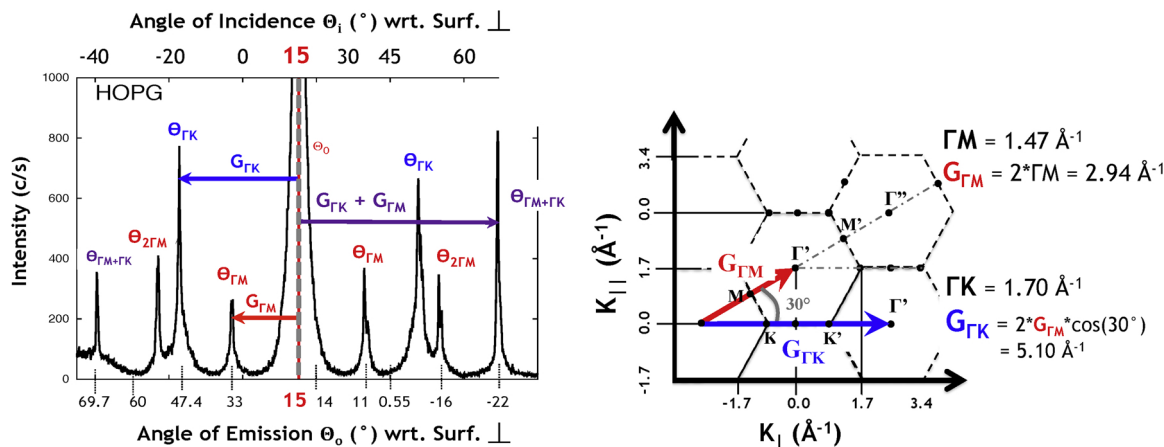 Angle of Incidence Θi (°) wrt. Surf. ⊥
-40 -20 0 15 30 40 60
HOPG
Intensity (c/s)
1000
800
600
400
200
0
ΘΓK
GΓK
Θo
ΘΓK
GΓK + GΓM
ΘΓM+ΓK
ΘΓM+ΓK
Θ2ΓM
ΘΓM
GΓM
ΘΓM
Θ2ΓM
69.7 60 47.4 33 15 14 11 0.55 -16 -22
Angle of Emission Θo (°) wrt. Surf. ⊥
K|| (Å-1)
3.4
0.0
1.7
0.0
-1.7
ΓM = 1.47 Å-1
GΓM = 2*ΓM = 2.94 Å-1
Γ''
M'
Γ'
GΓM
M
30°
K
K'
Γ'
GΓK
ΓK = 1.70 Å-1
GΓK = 2*GΓM*cos(30°)
= 5.10 Å-1
-1.7 0.0 1.7 3.4
K| (Å-1)